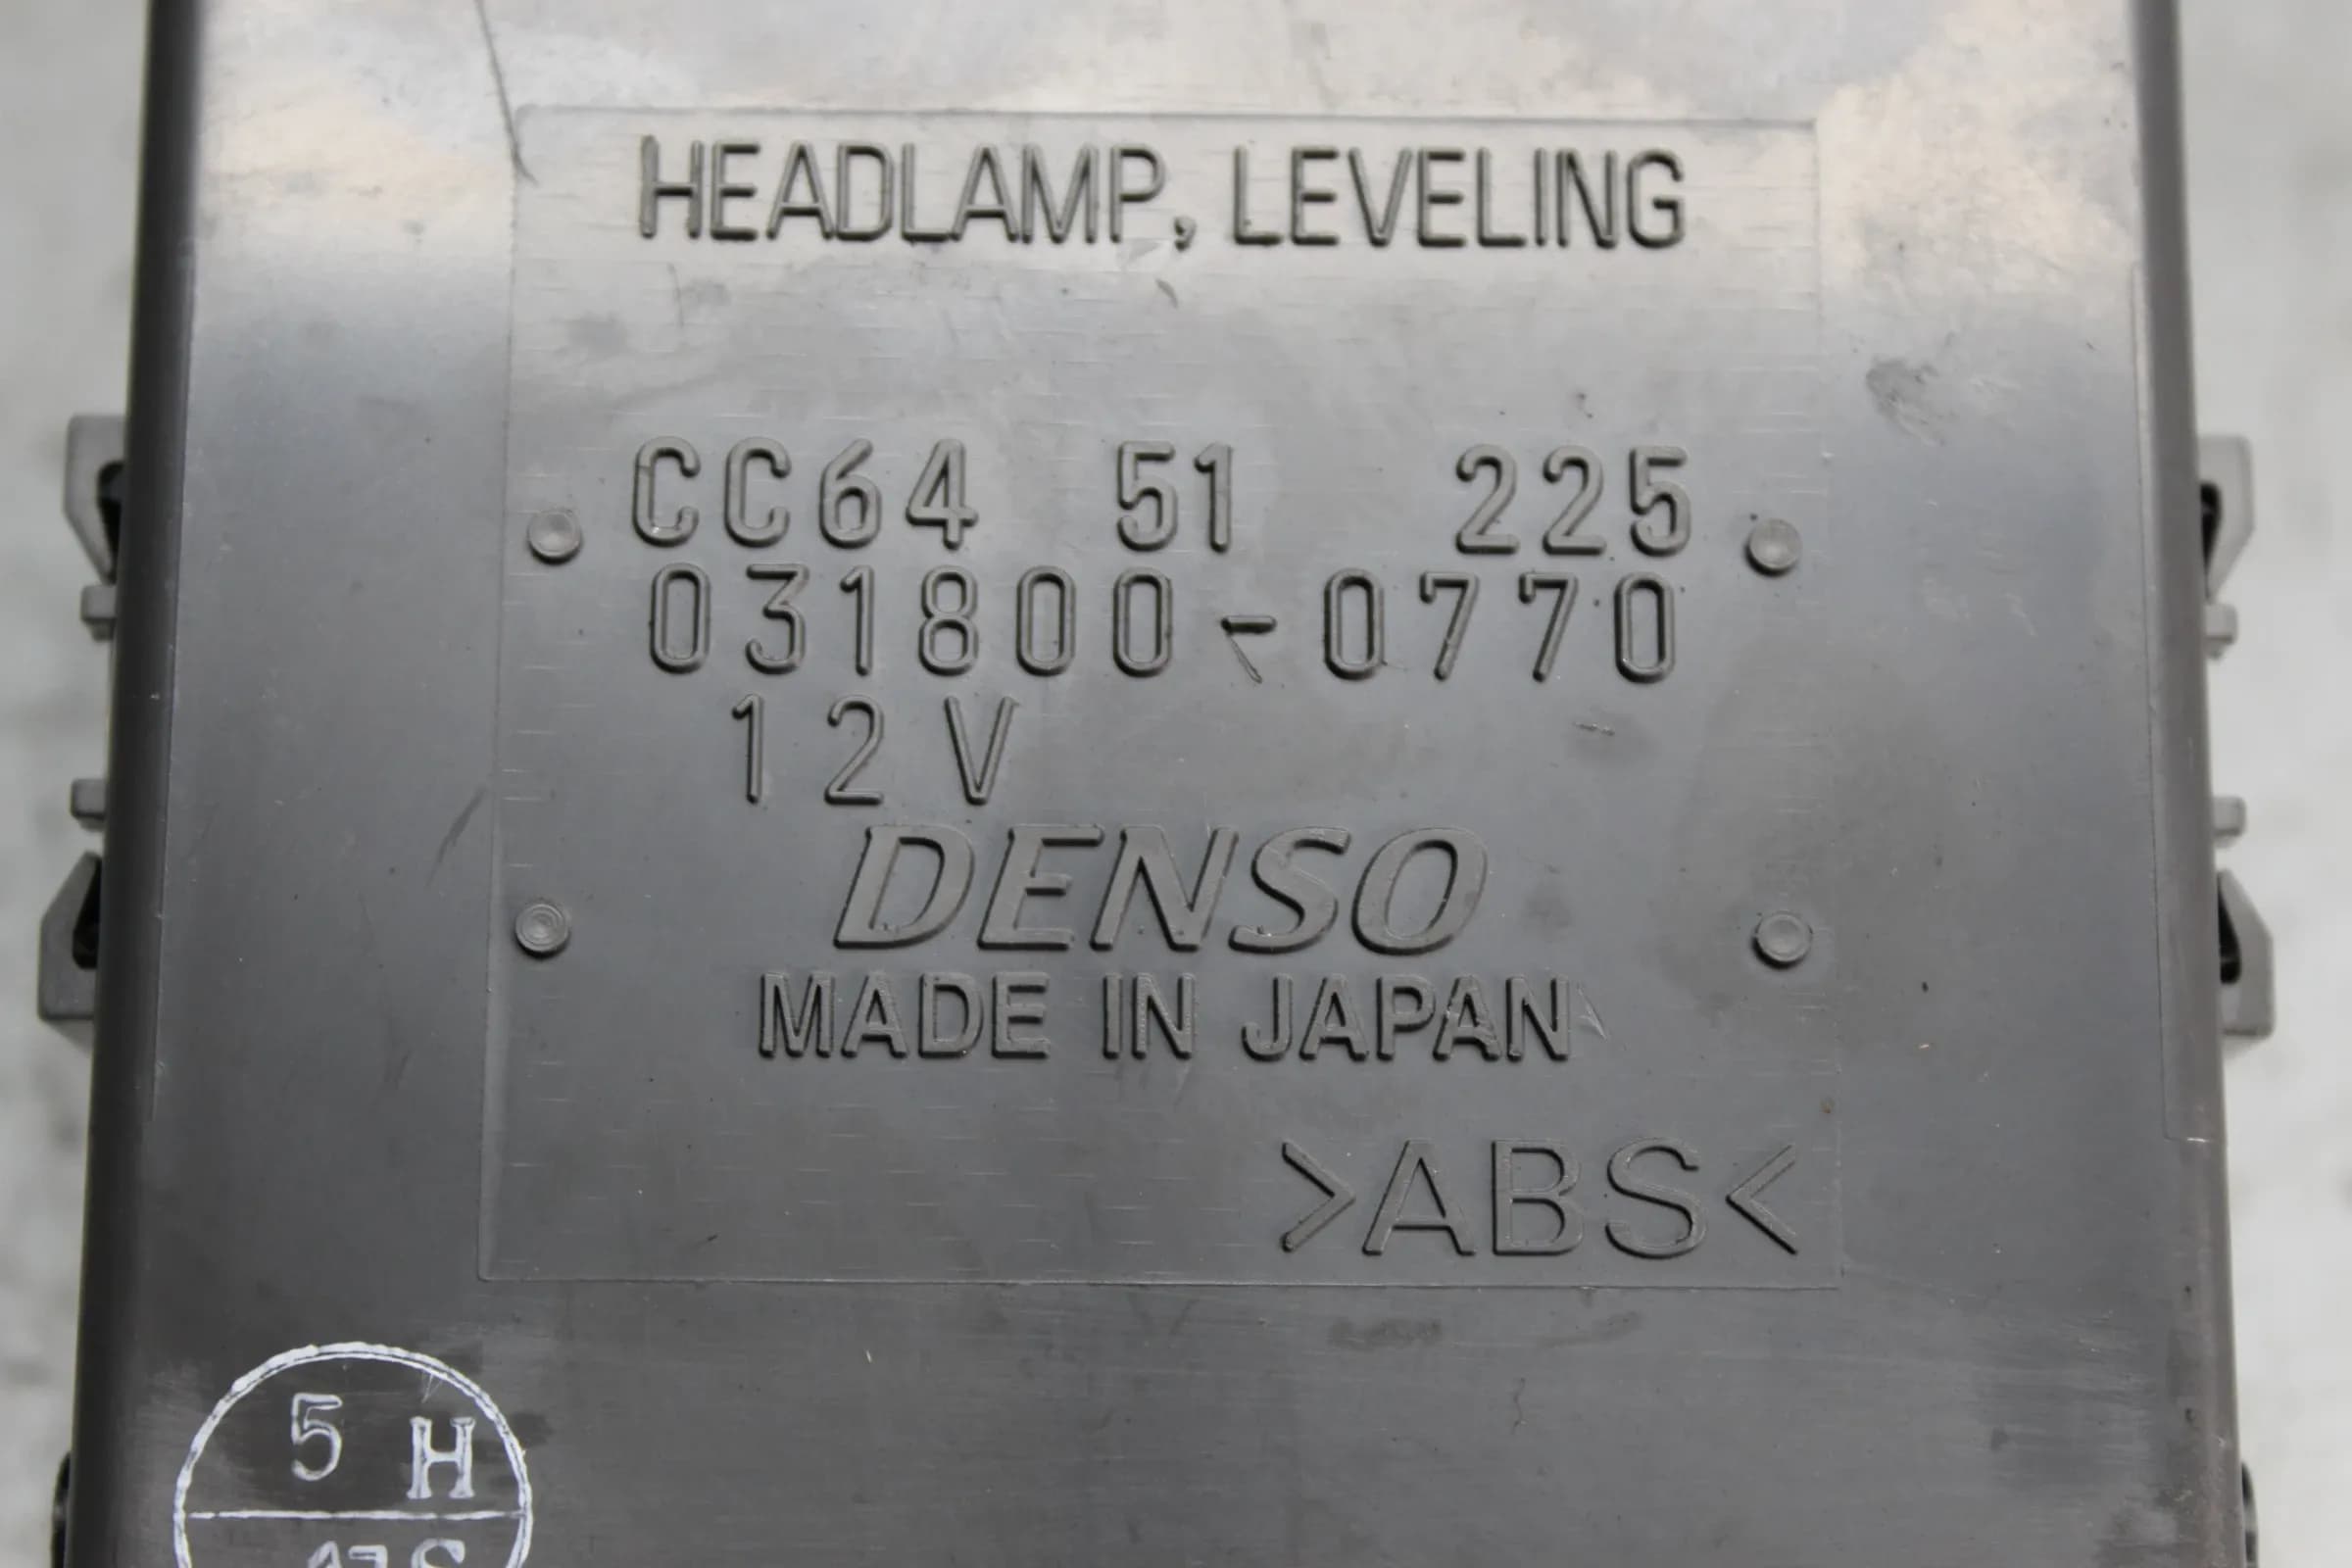 HEADLAMP, LEVELING
CC64 51 225
031800-0770
12V
DENSO
MADE IN JAPAN
>ABS<
5 H